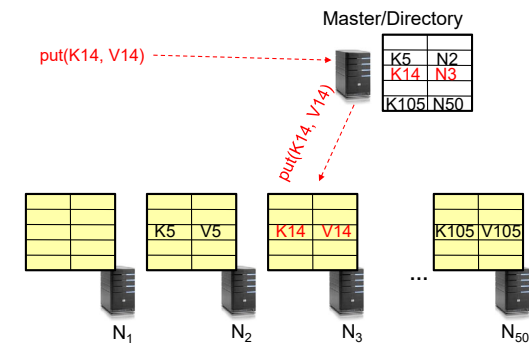 Master/Directory
put(K14, V14)
K5 N2
K14 N3
K105 N50
put(K14, V14)
K5 V5
K14 V14
K105 V105
...
N1
N2
N3
N50